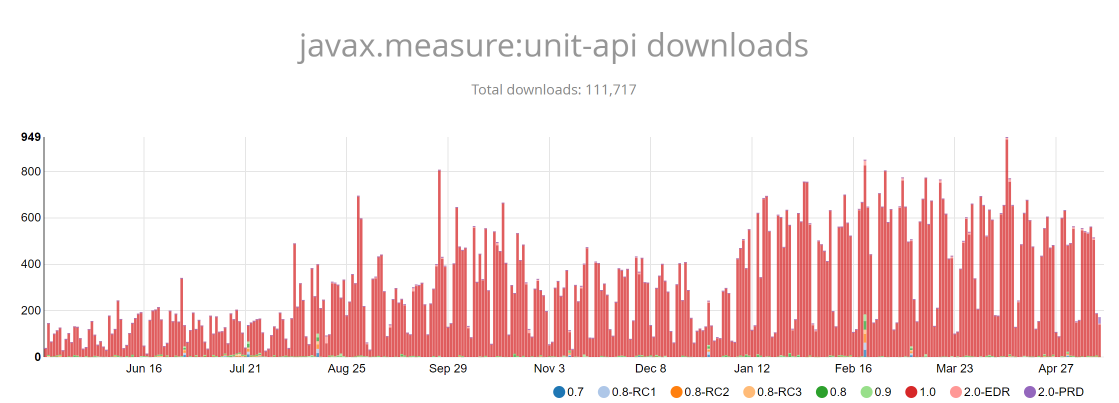 javax.measure:unit-api downloads
Total downloads: 111,717
949
800
600
400
200
0
Jun 16 Jul 21 Aug 25 Sep 29 Nov 3 Dec 8 Jan 12 Feb 16 Mar 23 Apr 27
0.7 0.8-RC1 0.8-RC2 0.8-RC3 0.8 0.9 1.0 2.0-EDR 2.0-PRD